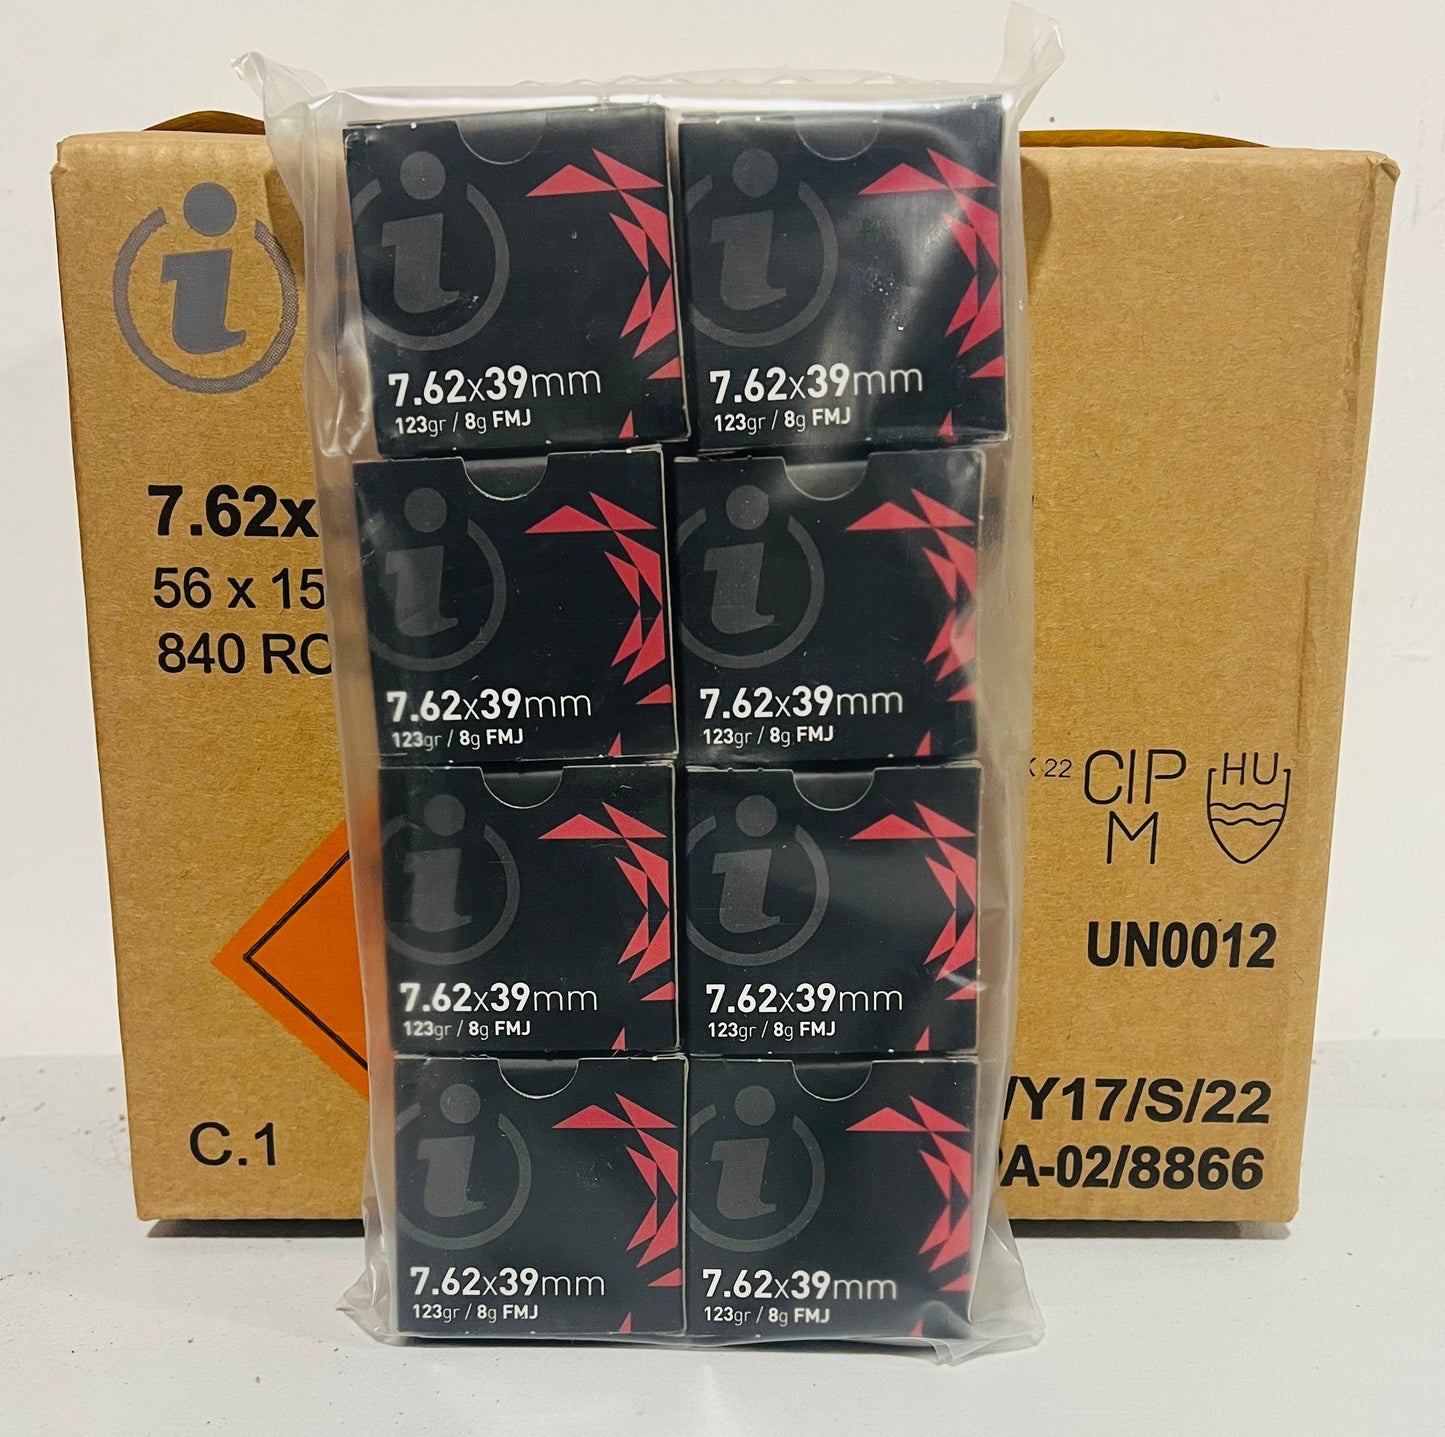 7.62x39mm
123gr / 8g FMJ
7.62x39mm
123gr / 8g FMJ
7.62x39mm
123gr / 8g FMJ
7.62x39mm
123gr / 8g FMJ
7.62x39mm
123gr / 8g FMJ
7.62x39mm
123gr / 8g FMJ
7.62x39mm
123gr / 8g FMJ
7.62x39mm
123gr / 8g FMJ
7.62x
56 x 15
840 RO
C.1
22
CIP
M
HU
UN0012
/Y17/S/22
A-02/8866